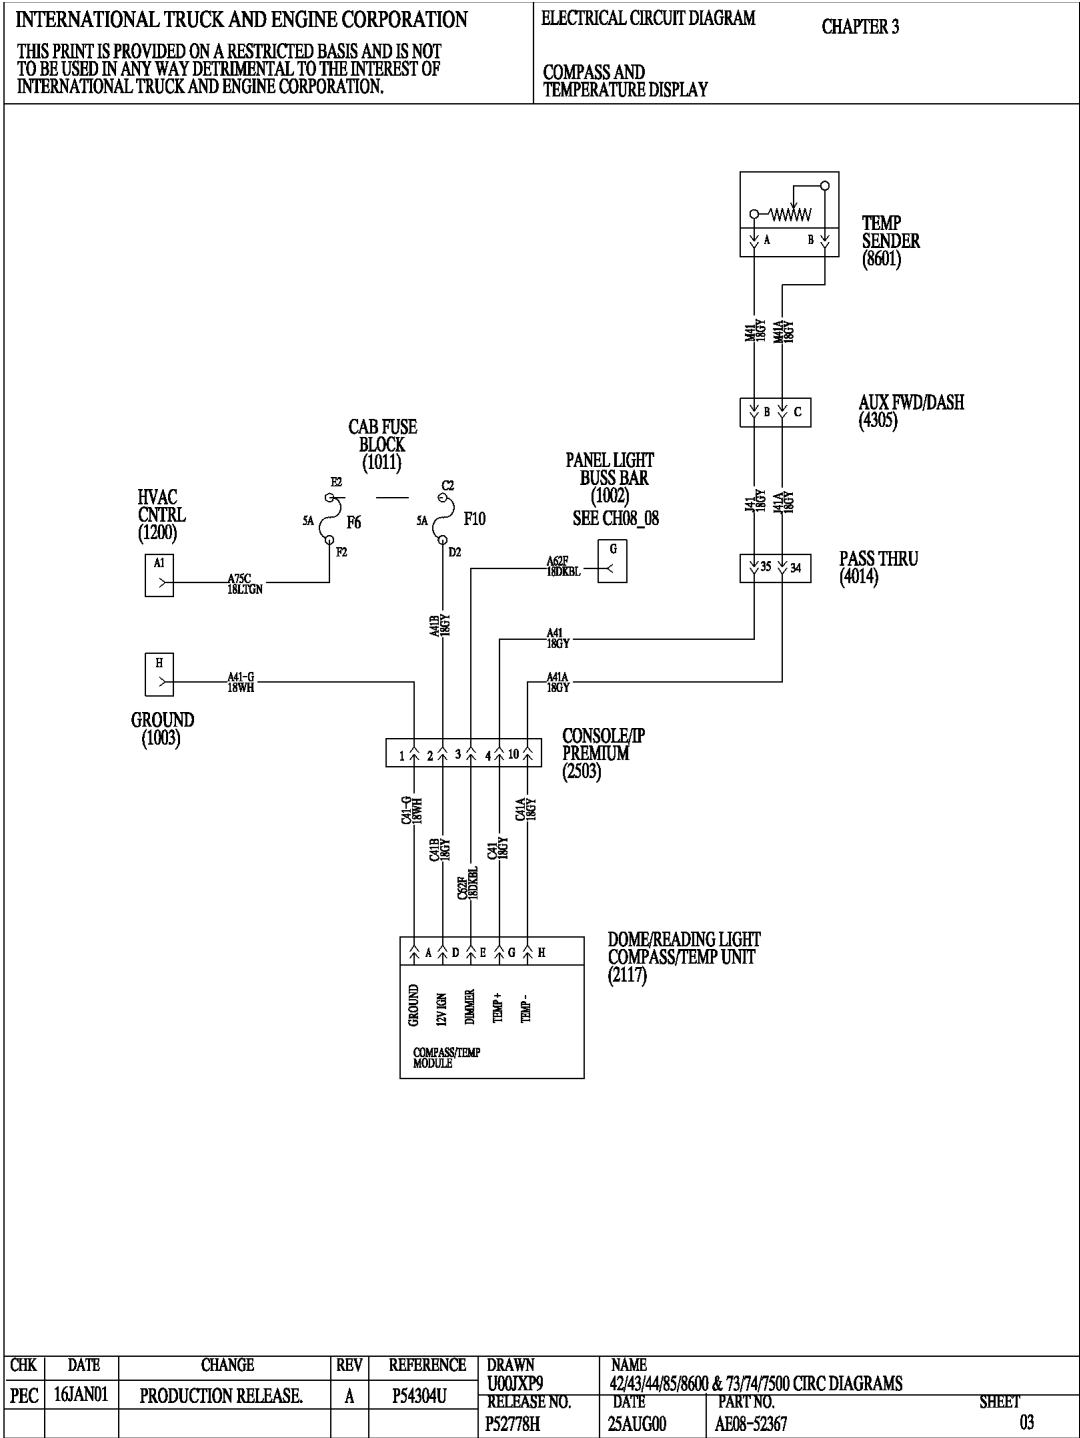 INTERNATIONAL TRUCK AND ENGINE CORPORATION
THIS PRINT IS PROVIDED ON A RESTRICTED BASIS AND IS NOT
TO BE USED IN ANY WAY DETRIMENTAL TO THE INTEREST OF
INTERNATIONAL TRUCK AND ENGINE CORPORATION.
ELECTRICAL CIRCUIT DIAGRAM
CHAPTER 3
COMPASS AND
TEMPERATURE DISPLAY
A
B
TEMP
SENDER
(8601)
M41
18GY
M41A
18GY
B
C
AUX FWD/DASH
(4305)
J41
18GY
J41A
18GY
35
34
PASS THRU
(4014)
CAB FUSE
BLOCK
(1011)
E2
5A
F6
F2
C2
5A
F10
D2
PANEL LIGHT
BUSS BAR
(1002)
SEE CH08_08
G
A62F
18DKBL
HVAC
CNTRL
(1200)
A1
A75C
18LTGN
A41B
18GY
A41
18GY
H
A41-G
18WH
A41A
18GY
GROUND
(1003)
1
2
3
4
10
CONSOLE/IP
PREMIUM
(2503)
C41-G
18WH
C41B
18GY
C62F
18DKBL
C41
18GY
C41A
18GY
A
D
E
G
H
DOME/READING LIGHT
COMPASS/TEMP UNIT
(2117)
GROUND
12V IGN
DIMMER
TEMP +
TEMP -
COMPASS/TEMP
MODULE
CHK
DATE
CHANGE
REV
REFERENCE
PEC
16JAN01
PRODUCTION RELEASE.
A
P54304U
DRAWN
U00JXP9
NAME
42/43/44/85/8600 & 73/74/7500 CIRC DIAGRAMS
RELEASE NO.
P52778H
DATE
25AUG00
PART NO.
AE08-52367
SHEET
03